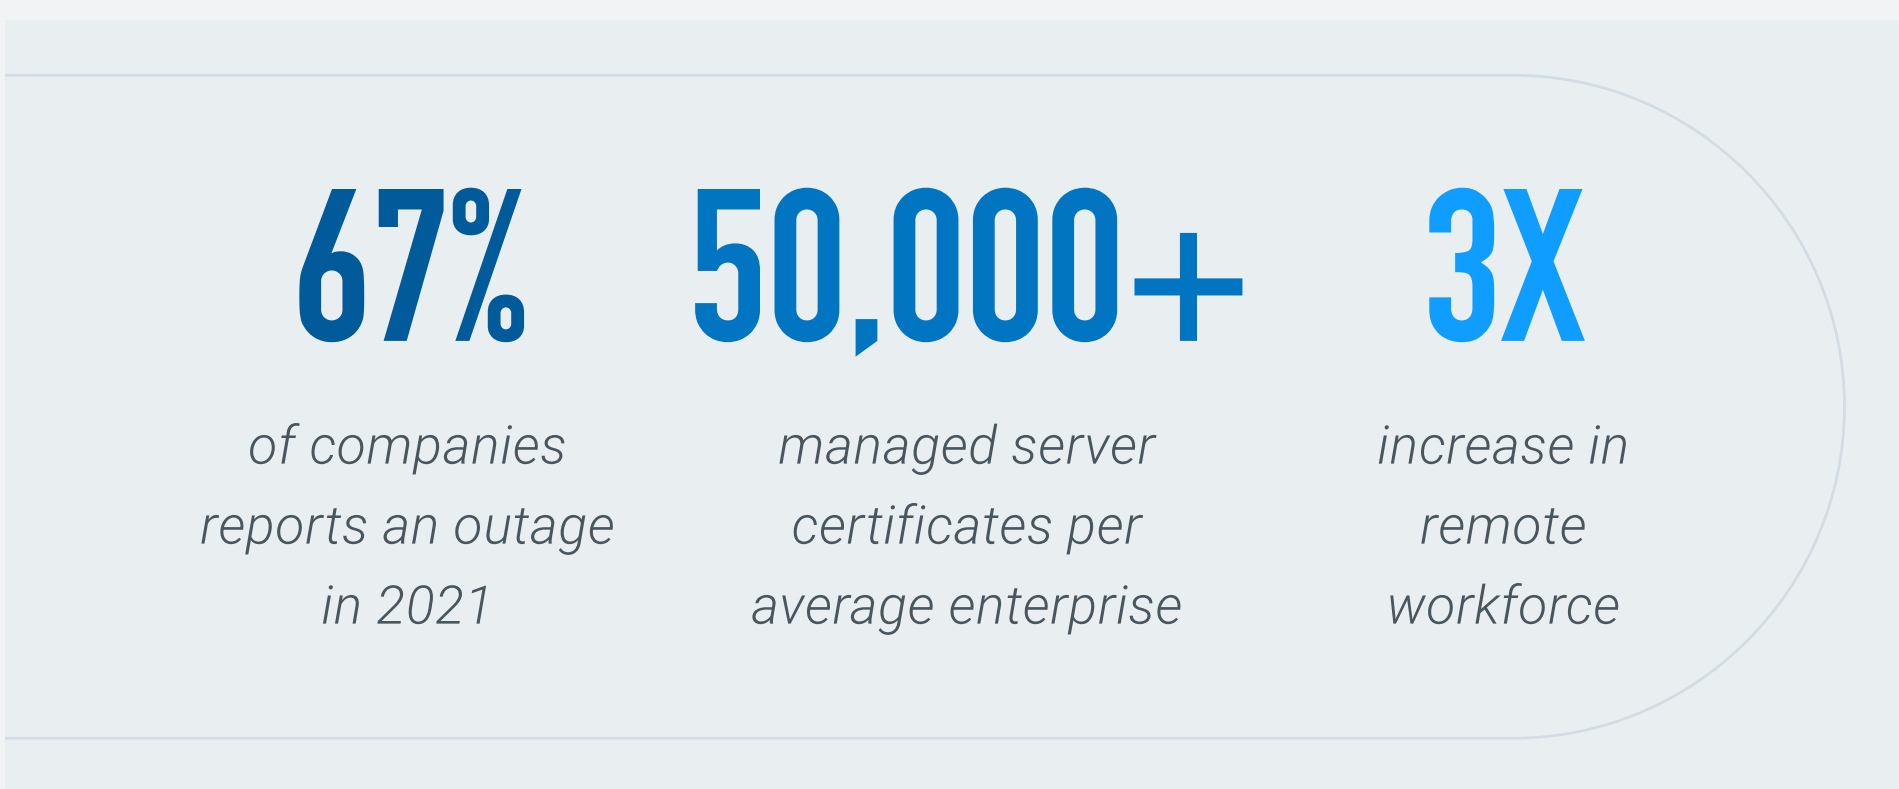 67%
of companies
reports an outage
in 2021
50,000+
managed server
certificates per
average enterprise
3X
increase in
remote
workforce